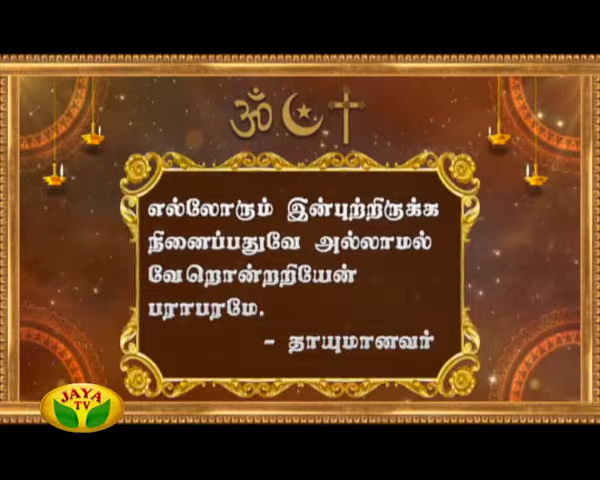 ௐ
எல்லோரும் இன்புற்றிருக்க
நினைப்பதுவே அல்லாமல்
வேறொன்றறியேன்
பராபரமே.
- தாயுமானவர்
JAYA
TV